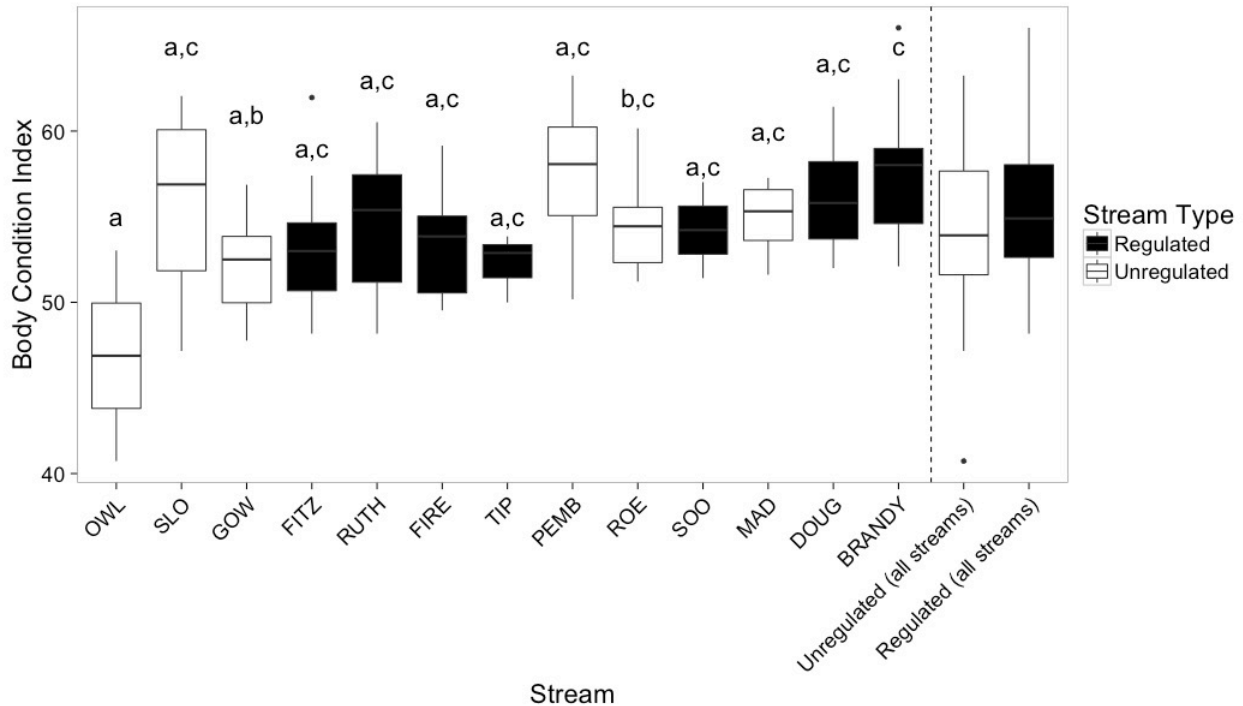 Body Condition Index
60
50
40
a
a,c
a,b
a,c
a,c
a,c
a,c
a,c
b,c
a,c
a,c
a,c
c
OWL
SLO
GOW
FITZ
RUTH
FIRE
TIP
PEMB
ROE
SOO
MAD
DOUG
BRANDY
Unregulated (all streams)
Regulated (all streams)
Stream
Stream Type
Regulated
Unregulated